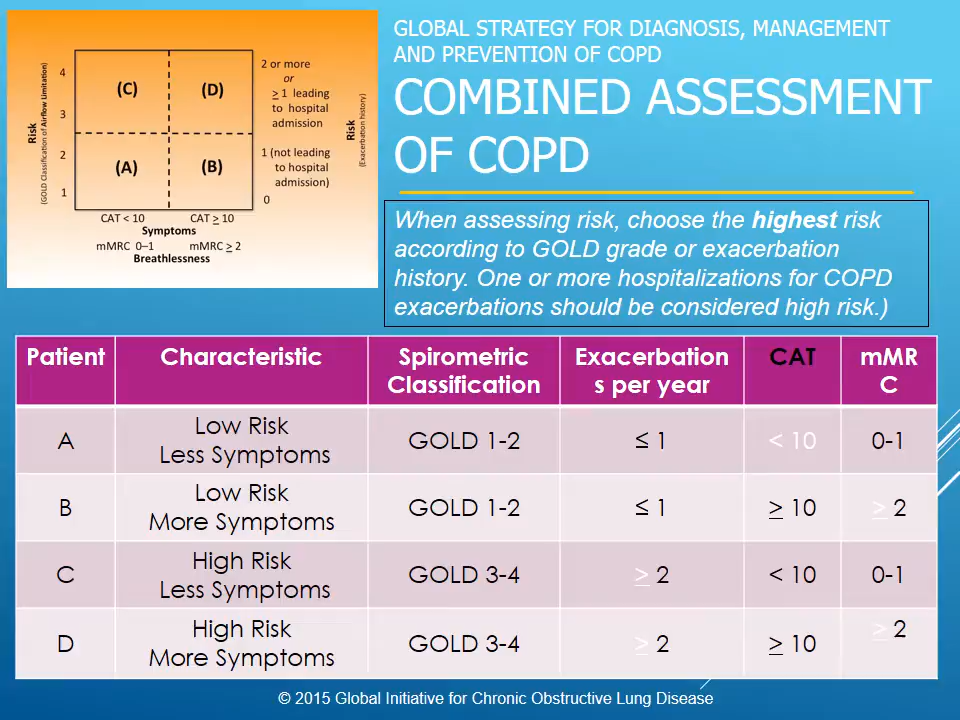 GLOBAL STRATEGY FOR DIAGNOSIS, MANAGEMENT
AND PREVENTION OF COPD
COMBINED ASSESSMENT
OF COPD
Risk
(GOLD Classification of Airflow Limitation)
4
3
2
1
(C)
(D)
(A)
(B)
2 or more
or
≥ 1 leading
to hospital
admission
1 (not leading
to hospital
admission)
0
Risk
(Exacerbation history)
CAT < 10
CAT ≥ 10
Symptoms
mMRC 0–1
mMRC ≥ 2
Breathlessness
When assessing risk, choose the highest risk
according to GOLD grade or exacerbation
history. One or more hospitalizations for COPD
exacerbations should be considered high risk.)
Patient
Characteristic
Spirometric
Classification
Exacerbation
s per year
CAT
mMR
C
A
Low Risk
Less Symptoms
GOLD 1-2
≤ 1
< 10
0-1
B
Low Risk
More Symptoms
GOLD 1-2
≤ 1
≥ 10
≥ 2
C
High Risk
Less Symptoms
GOLD 3-4
≥ 2
< 10
0-1
D
High Risk
More Symptoms
GOLD 3-4
≥ 2
≥ 10
≥ 2
© 2015 Global Initiative for Chronic Obstructive Lung Disease